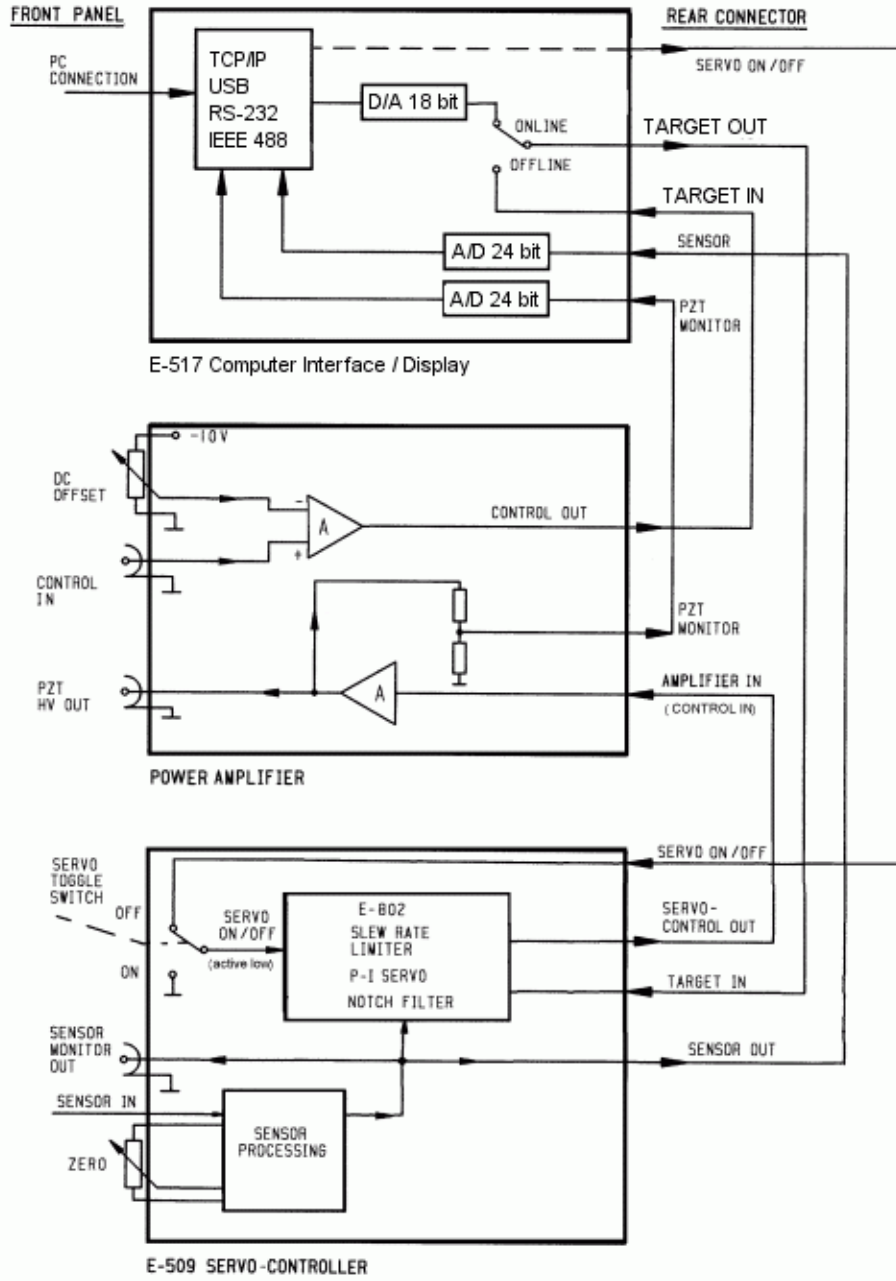 FRONT PANEL
REAR CONNECTOR
PC
CONNECTION
TCP/IP
USB
RS-232
IEEE 488
D/A 18 bit
ONLINE
OFFLINE
SERVO ON/OFF
TARGET OUT
TARGET IN
SENSOR
A/D 24 bit
A/D 24 bit
PZT
MONITOR
E-517 Computer Interface / Display
-10V
DC
OFFSET
-
A
+
CONTROL OUT
CONTROL
IN
PZT
MONITOR
PZT
HV OUT
A
AMPLIFIER IN
( CONTROL IN)
POWER AMPLIFIER
SERVO
TOGGLE
SWITCH
OFF
ON
SERVO
ON/OFF
(active low)
E-802
SLEW RATE
LIMITER
P-I SERVO
NOTCH FILTER
SERVO ON/OFF
SERVO-
CONTROL OUT
TARGET IN
SENSOR
MONITOR
OUT
SENSOR OUT
SENSOR IN
SENSOR
PROCESSING
ZERO
E-509 SERVO-CONTROLLER